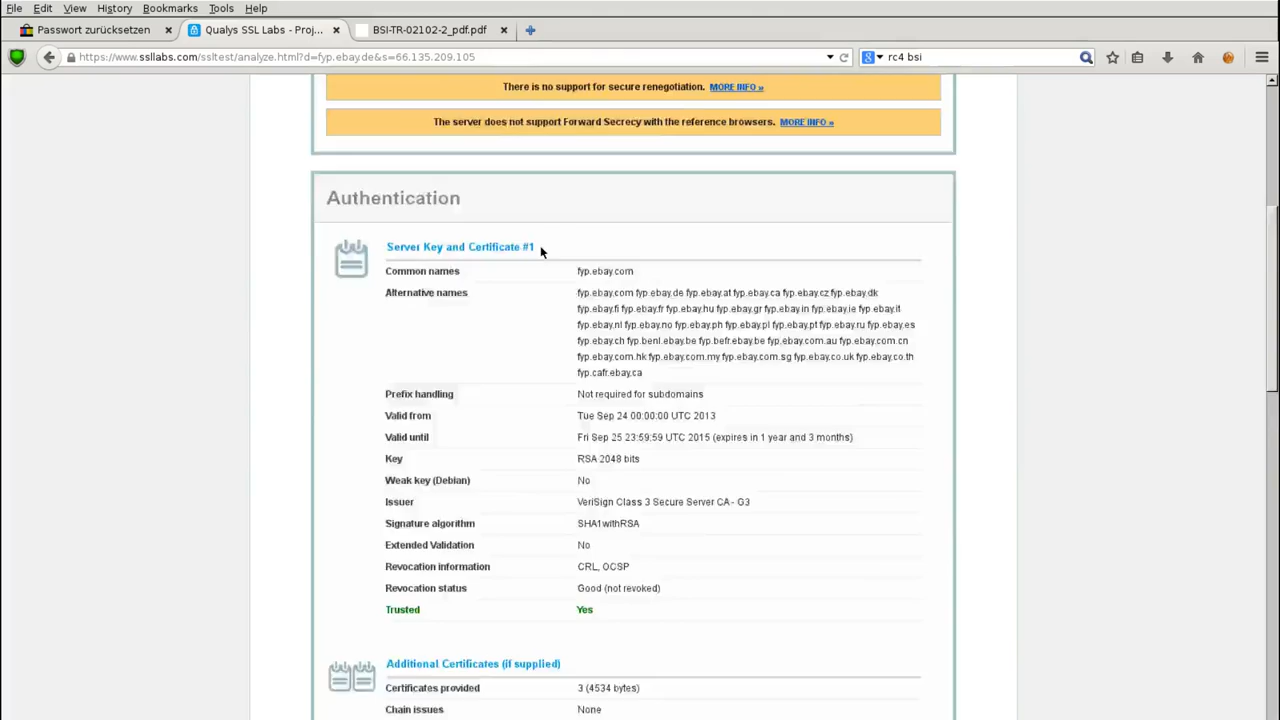 File Edit View History Bookmarks Tools Help
Passwort zurücksetzen × Qualys SSL Labs - Proj... × BSI-TR-02102-2_pdf.pdf ×
https://www.ssllabs.com/ssltest/analyze.html?d=fyp.ebay.de&s=66.135.209.105 rc4 bsi
There is no support for secure renegotiation. MORE INFO »
The server does not support Forward Secrecy with the reference browsers. MORE INFO »
Authentication
Server Key and Certificate #1
Common names fyp.ebay.com
Alternative names fyp.ebay.com fyp.ebay.de fyp.ebay.at fyp.ebay.ca fyp.ebay.cz fyp.ebay.dk
fyp.ebay.fi fyp.ebay.fr fyp.ebay.hu fyp.ebay.gr fyp.ebay.in fyp.ebay.ie fyp.ebay.it
fyp.ebay.nl fyp.ebay.no fyp.ebay.ph fyp.ebay.pl fyp.ebay.pt fyp.ebay.ru fyp.ebay.es
fyp.ebay.ch fyp.benl.ebay.be fyp.befr.ebay.be fyp.ebay.com.au fyp.ebay.com.cn
fyp.ebay.com.hk fyp.ebay.com.my fyp.ebay.com.sg fyp.ebay.co.uk fyp.ebay.co.th
fyp.cafr.ebay.ca
Prefix handling Not required for subdomains
Valid from Tue Sep 24 00:00:00 UTC 2013
Valid until Fri Sep 25 23:59:59 UTC 2015 (expires in 1 year and 3 months)
Key RSA 2048 bits
Weak key (Debian) No
Issuer VeriSign Class 3 Secure Server CA - G3
Signature algorithm SHA1withRSA
Extended Validation No
Revocation information CRL, OCSP
Revocation status Good (not revoked)
Trusted Yes
Additional Certificates (if supplied)
Certificates provided 3 (4534 bytes)
Chain issues None